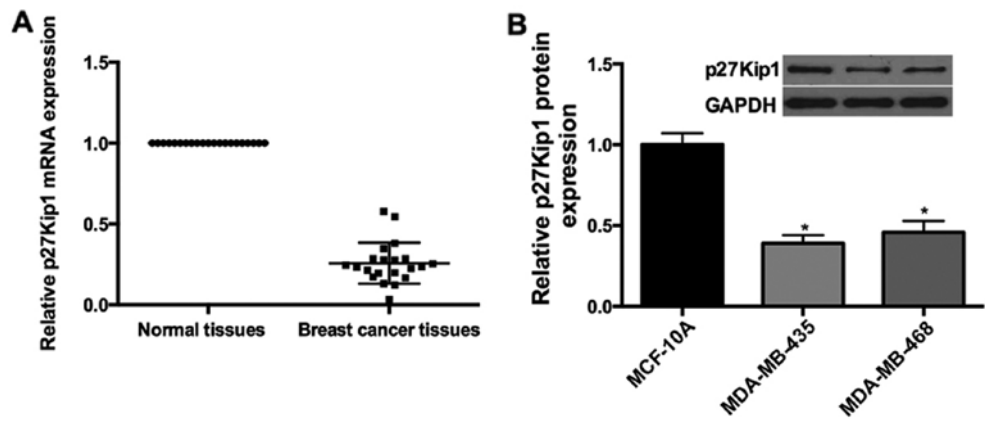 A
Relative p27Kip1 mRNA expression
1.5
1.0
0.5
0.0
Normal tissues
Breast cancer tissues
B
Relative p27Kip1 protein
expression
1.5
1.0
0.5
0.0
p27Kip1
GAPDH
*
*
MCF-10A
MDA-MB-435
MDA-MB-468